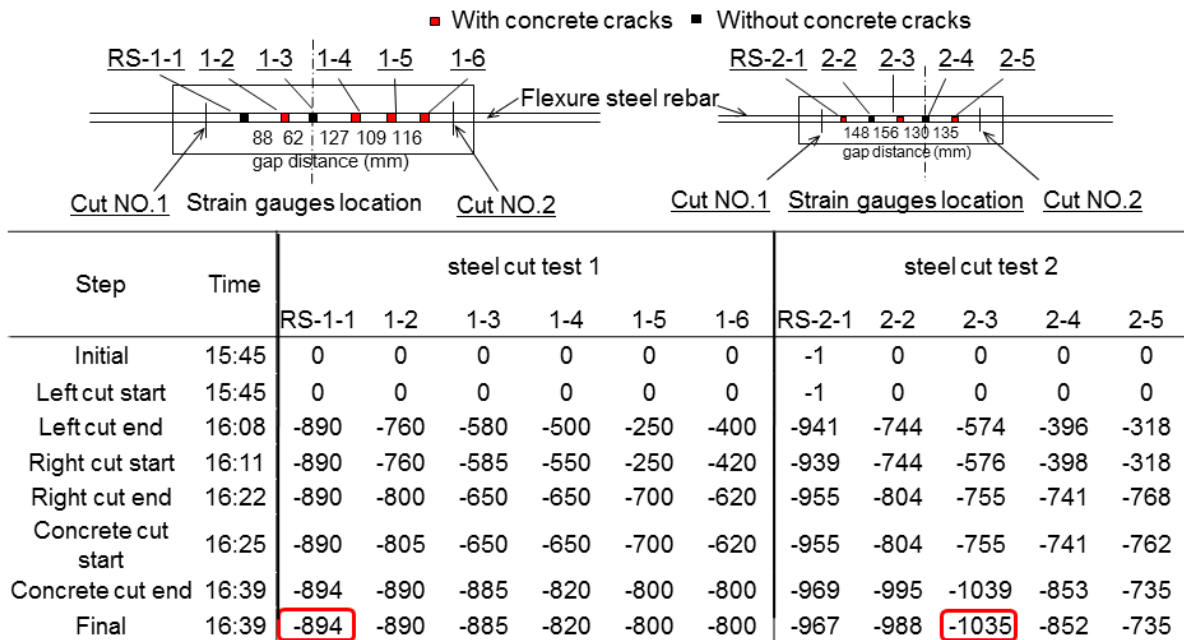 With concrete cracks Without concrete cracks
RS-1-1 1-2 1-3 1-4 1-5 1-6 RS-2-1 2-2 2-3 2-4 2-5
Flexure steel rebar
88 62 127 109 116 148 156 130 135
gap distance (mm) gap distance (mm)
Cut NO.1 Strain gauges location Cut NO.2 Cut NO.1 Strain gauges location Cut NO.2
Step Time steel cut test 1 steel cut test 2
RS-1-1 1-2 1-3 1-4 1-5 1-6 RS-2-1 2-2 2-3 2-4 2-5
Initial 15:45 0 0 0 0 0 0 -1 0 0 0 0
Left cut start 15:45 0 0 0 0 0 0 -1 0 0 0 0
Left cut end 16:08 -890 -760 -580 -500 -250 -400 -941 -744 -574 -396 -318
Right cut start 16:11 -890 -760 -585 -550 -250 -420 -939 -744 -576 -398 -318
Right cut end 16:22 -890 -800 -650 -650 -700 -620 -955 -804 -755 -741 -768
Concrete cut
start 16:25 -890 -805 -650 -650 -700 -620 -955 -804 -755 -741 -762
Concrete cut end 16:39 -894 -890 -885 -820 -800 -800 -969 -995 -1039 -853 -735
Final 16:39 -894 -890 -885 -820 -800 -800 -967 -988 -1035 -852 -735